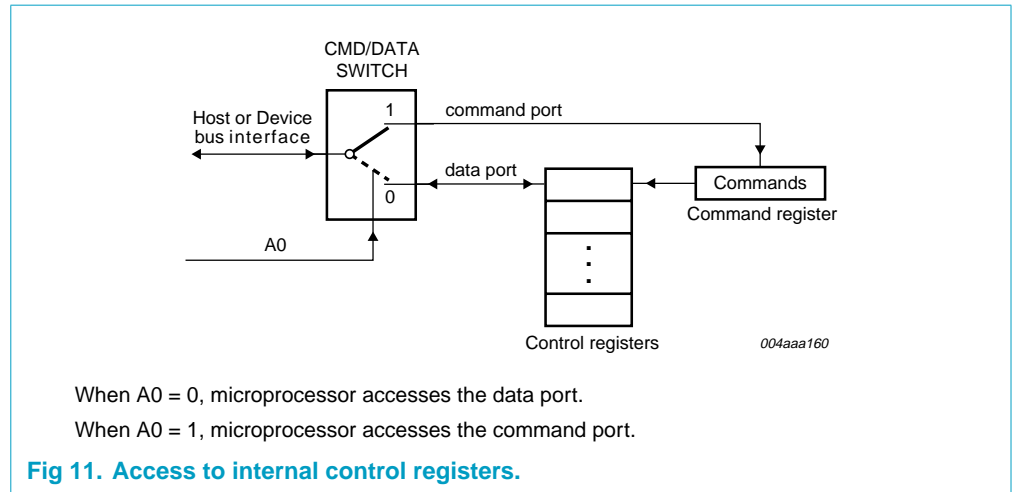 CMD/DATA
SWITCH
Host or Device
bus interface
1
command port
data port
0
A0
Commands
Command register
Control registers
004aaa160
When A0 = 0, microprocessor accesses the data port.
When A0 = 1, microprocessor accesses the command port.
Fig 11. Access to internal control registers.